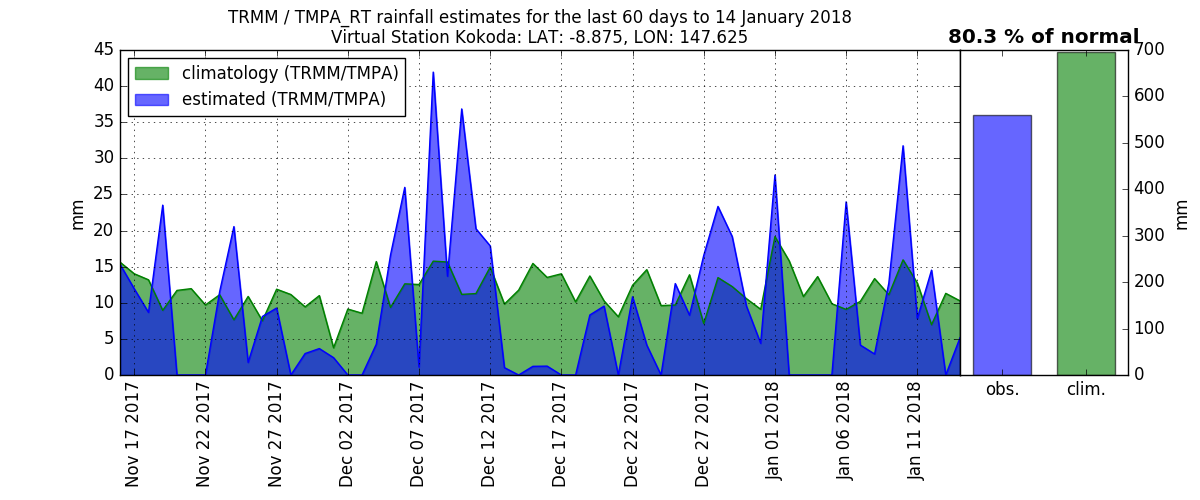 TRMM / TMPA_RT rainfall estimates for the last 60 days to 14 January 2018
Virtual Station Kokoda: LAT: -8.875, LON: 147.625
80.3 % of normal
climatology (TRMM/TMPA)
estimated (TRMM/TMPA)
mm
45
40
35
30
25
20
15
10
5
0
Nov 17 2017
Nov 22 2017
Nov 27 2017
Dec 02 2017
Dec 07 2017
Dec 12 2017
Dec 17 2017
Dec 22 2017
Dec 27 2017
Jan 01 2018
Jan 06 2018
Jan 11 2018
obs.
clim.
700
600
500
400
300
200
100
0
mm